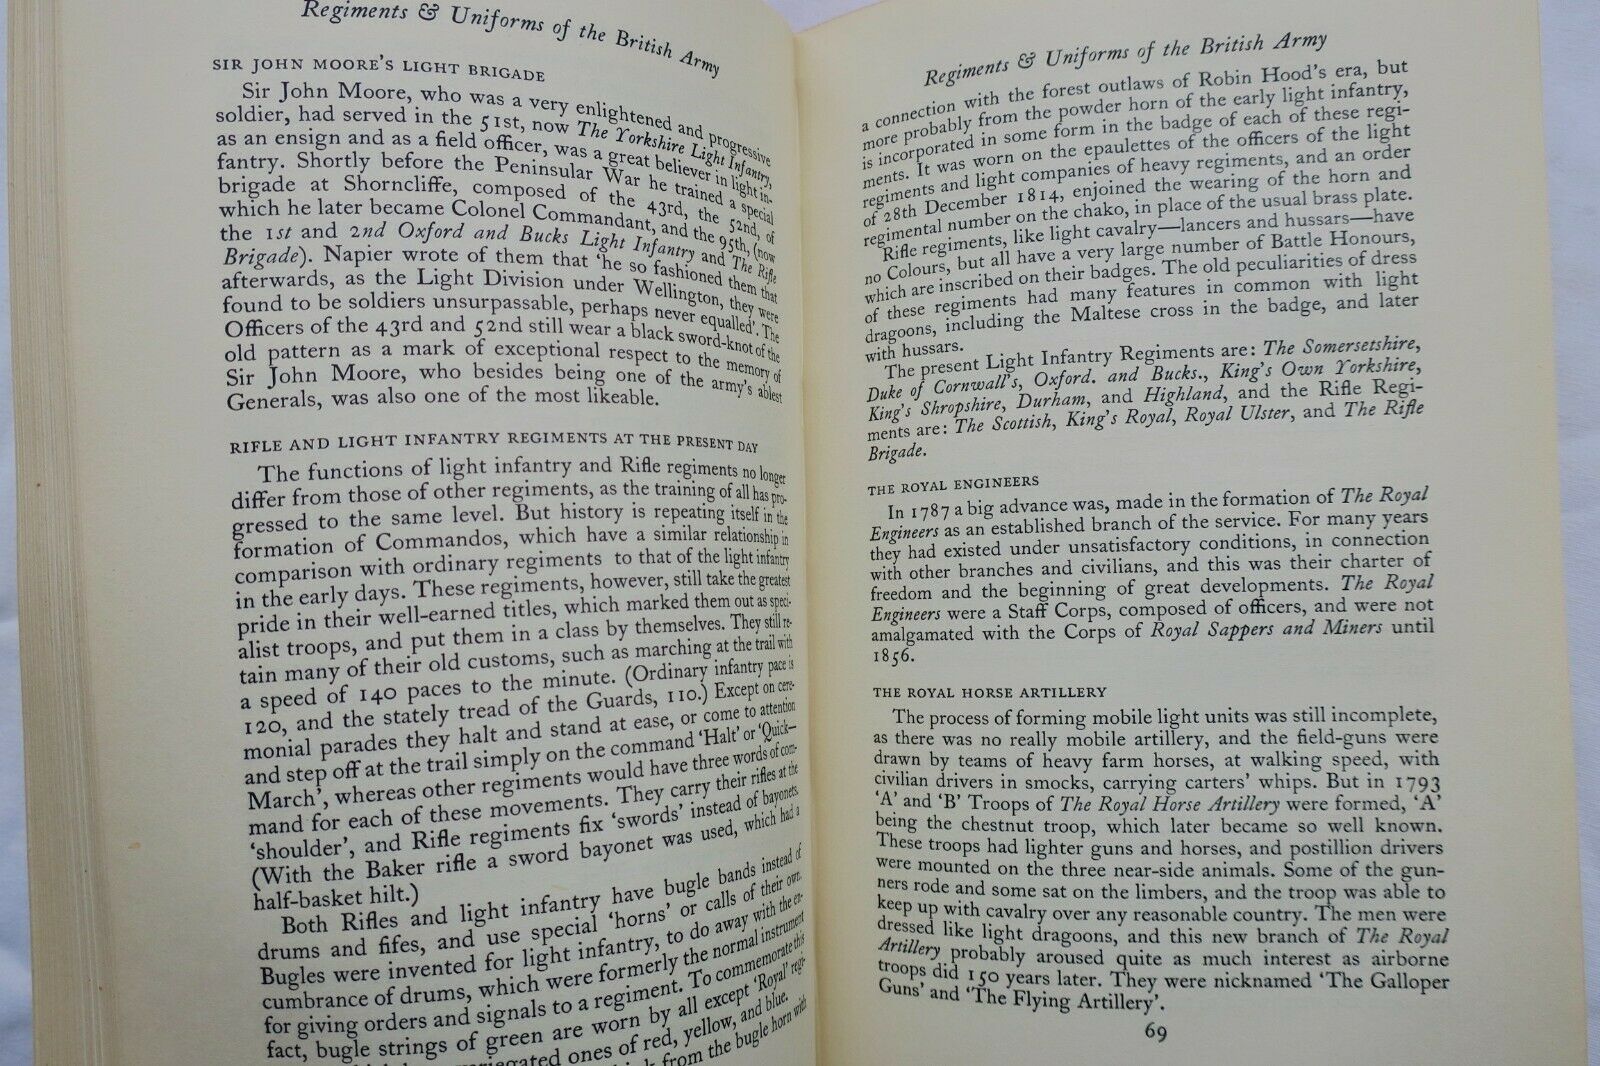 Regiments & Uniforms of the British Army
SIR JOHN MOORE'S LIGHT BRIGADE
Sir John Moore, who was a very enlightened and progressive
soldier, had served in the 51st, now The Yorkshire Light Infantry,
as an ensign and as a field officer, was a great believer in light in-
fantry. Shortly before the Peninsular War he trained a special
brigade at Shorncliffe, composed of the 43rd, the 52nd, of
which he later became Colonel Commandant, and the 95th, (now
the 1st and 2nd Oxford and Bucks Light Infantry and The Rifle
Brigade). Napier wrote of them that 'he so fashioned them that
afterwards, as the Light Division under Wellington, they were
found to be soldiers unsurpassable, perhaps never equalled'. The
Officers of the 43rd and 52nd still wear a black sword-knot of the
old pattern as a mark of exceptional respect to the memory of
Sir John Moore, who besides being one of the army's ablest
Generals, was also one of the most likeable.
RIFLE AND LIGHT INFANTRY REGIMENTS AT THE PRESENT DAY
The functions of light infantry and Rifle regiments no longer
differ from those of other regiments, as the training of all has pro-
gressed to the same level. But history is repeating itself in the
formation of Commandos, which have a similar relationship in
comparison with ordinary regiments to that of the light infantry
in the early days. These regiments, however, still take the greatest
pride in their well-earned titles, which marked them out as speci-
alist troops, and put them in a class by themselves. They still re-
tain many of their old customs, such as marching at the trail with
a speed of 140 paces to the minute. (Ordinary infantry pace is
120, and the stately tread of the Guards, 110.) Except on cere-
monial parades they halt and stand at ease, or come to attention
and step off at the trail simply on the command 'Halt' or 'Quick—
March', whereas other regiments would have three words of com-
mand for each of these movements. They carry their rifles at the
'shoulder', and Rifle regiments fix 'swords' instead of bayonets.
(With the Baker rifle a sword bayonet was used, which had a
half-basket hilt.)
Both Rifles and light infantry have bugle bands instead of
drums and fifes, and use special 'horns' or calls of their own.
Bugles were invented for light infantry, to do away with the en-
cumbrance of drums, which were formerly the normal instrument
for giving orders and signals to a regiment. To commemorate this
fact, bugle strings of green are worn by all except 'Royal' regi-
ones of red, yellow, and blue.
from the bugle horn with
Regiments & Uniforms of the British Army
a connection with the forest outlaws of Robin Hood's era, but
more probably from the powder horn of the early light infantry,
is incorporated in some form in the badge of each of these regi-
ments. It was worn on the epaulettes of the officers of the light
regiments and light companies of heavy regiments, and an order
of 28th December 1814, enjoined the wearing of the horn and
regimental number on the chako, in place of the usual brass plate.
Rifle regiments, like light cavalry—lancers and hussars—have
no Colours, but all have a very large number of Battle Honours,
which are inscribed on their badges. The old peculiarities of dress
of these regiments had many features in common with light
dragoons, including the Maltese cross in the badge, and later
with hussars.
The present Light Infantry Regiments are: The Somersetshire,
Duke of Cornwall's, Oxford. and Bucks., King's Own Yorkshire,
King's Shropshire, Durham, and Highland, and the Rifle Regi-
ments are: The Scottish, King's Royal, Royal Ulster, and The Rifle
Brigade.
THE ROYAL ENGINEERS
In 1787 a big advance was, made in the formation of The Royal
Engineers as an established branch of the service. For many years
they had existed under unsatisfactory conditions, in connection
with other branches and civilians, and this was their charter of
freedom and the beginning of great developments. The Royal
Engineers were a Staff Corps, composed of officers, and were not
amalgamated with the Corps of Royal Sappers and Miners until
1856.
THE ROYAL HORSE ARTILLERY
The process of forming mobile light units was still incomplete,
as there was no really mobile artillery, and the field-guns were
drawn by teams of heavy farm horses, at walking speed, with
civilian drivers in smocks, carrying carters' whips. But in 1793
'A' and 'B' Troops of The Royal Horse Artillery were formed, 'A'
being the chestnut troop, which later became so well known.
These troops had lighter guns and horses, and postillion drivers
were mounted on the three near-side animals. Some of the gun-
ners rode and some sat on the limbers, and the troop was able to
keep up with cavalry over any reasonable country. The men were
dressed like light dragoons, and this new branch of The Royal
Artillery probably aroused quite as much interest as airborne
troops did 150 years later. They were nicknamed 'The Galloper
Guns' and 'The Flying Artillery'.
69